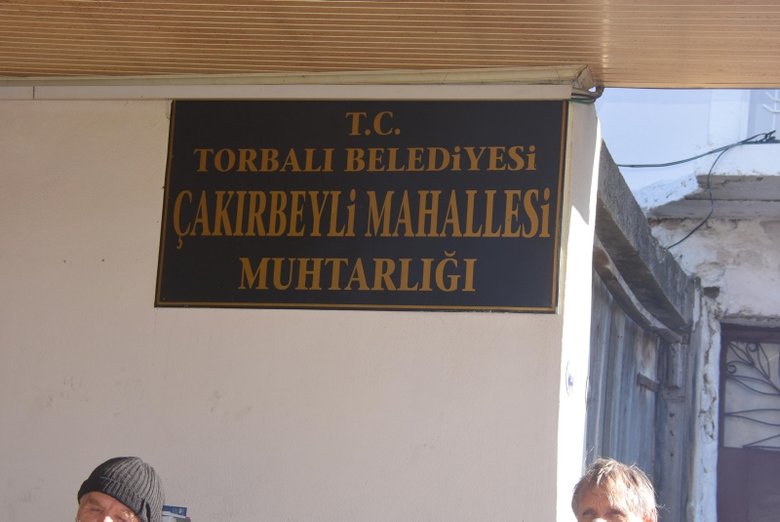 T.C.
TORBALI BELEDİYESİ
ÇAKIRBEYLİ MAHALLESİ
MUHTARLIĞI